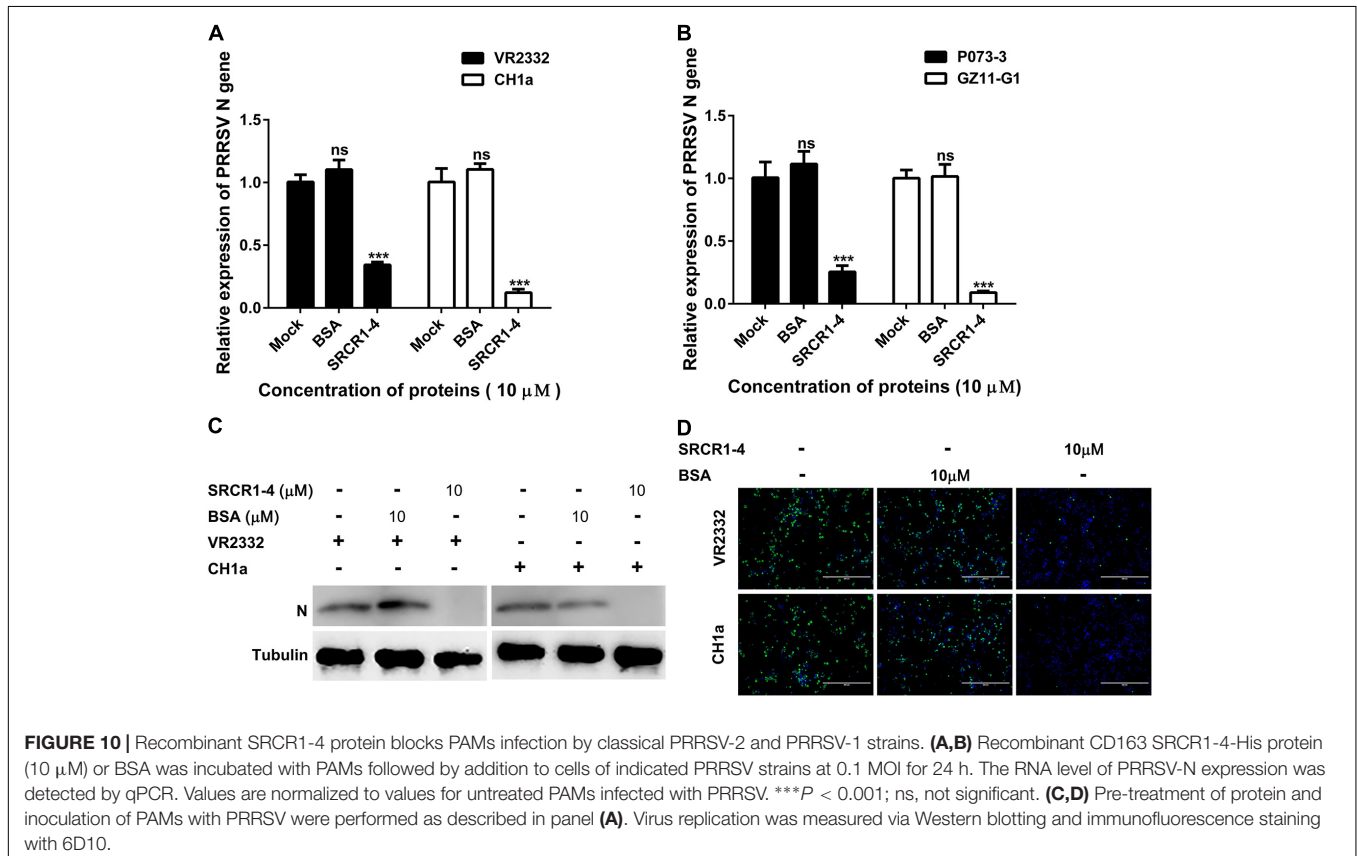 A
VR2332
CH1a
Relative expression of PRRSV N gene
1.5
1.0
0.5
0.0
ns
***
ns
***
Mock
BSA
SRCR1-4
Mock
BSA
SRCR1-4
Concentration of proteins ( 10 μM )
B
P073-3
GZ11-G1
Relative expression of PRRSV N gene
1.5
1.0
0.5
0.0
ns
***
ns
***
Mock
BSA
SRCR1-4
Mock
BSA
SRCR1-4
Concentration of proteins (10 μM)
C
SRCR1-4 (μM) - - 10 - - 10
BSA (μM) - 10 - - 10 -
VR2332 + + + - - -
CH1a - - - + + +
N
Tubulin
D
SRCR1-4 - - 10μM
BSA - 10μM -
VR2332
CH1a
FIGURE 10 | Recombinant SRCR1-4 protein blocks PAMs infection by classical PRRSV-2 and PRRSV-1 strains. (A,B) Recombinant CD163 SRCR1-4-His protein
(10 μM) or BSA was incubated with PAMs followed by addition to cells of indicated PRRSV strains at 0.1 MOI for 24 h. The RNA level of PRRSV-N expression was
detected by qPCR. Values are normalized to values for untreated PAMs infected with PRRSV. ***P < 0.001; ns, not significant. (C,D) Pre-treatment of protein and
inoculation of PAMs with PRRSV were performed as described in panel (A). Virus replication was measured via Western blotting and immunofluorescence staining
with 6D10.